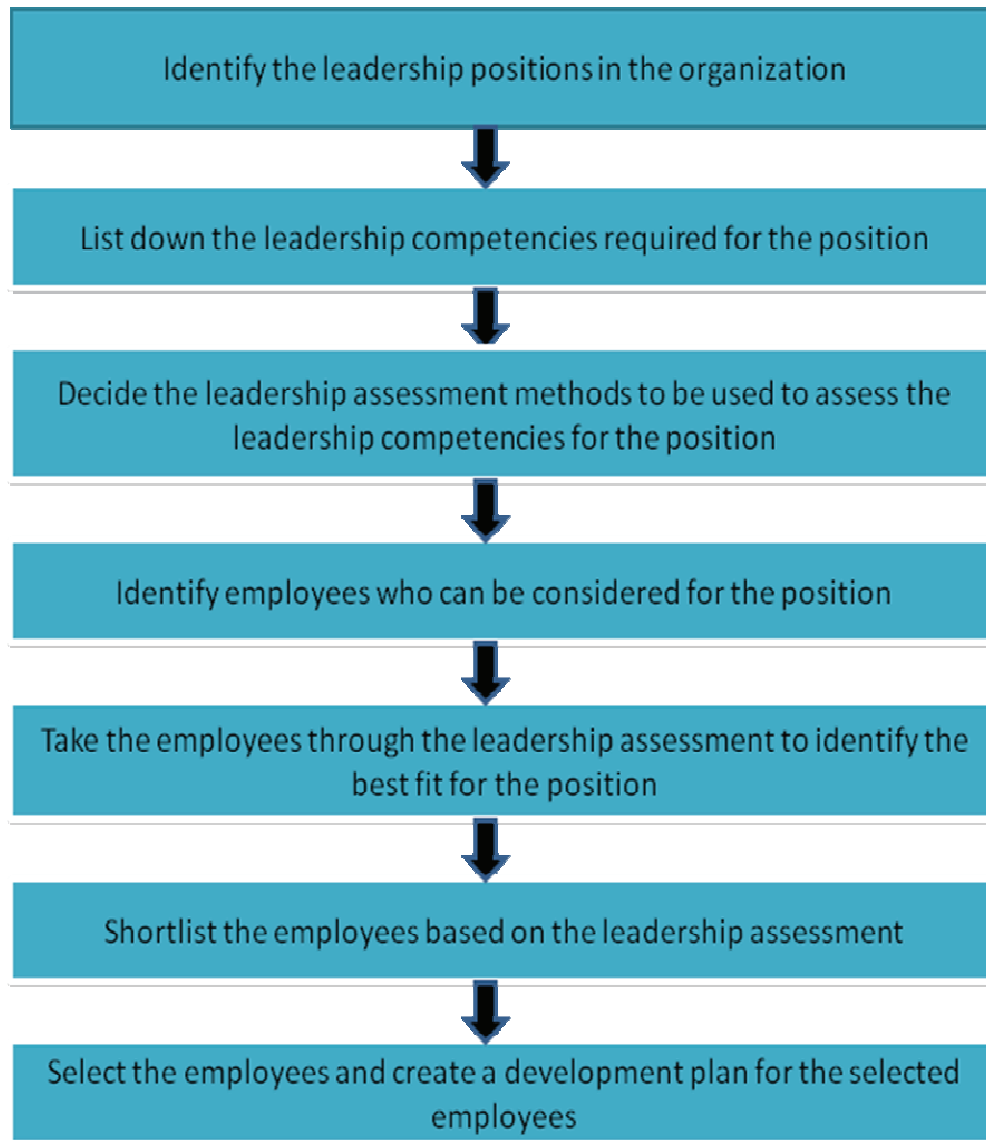 Identify the leadership positions in the organization
List down the leadership competencies required for the position
Decide the leadership assessment methods to be used to assess the
leadership competencies for the position
Identify employees who can be considered for the position
Take the employees through the leadership assessment to identify the
best fit for the position
Shortlist the employees based on the leadership assessment
Select the employees and create a development plan for the selected
employees